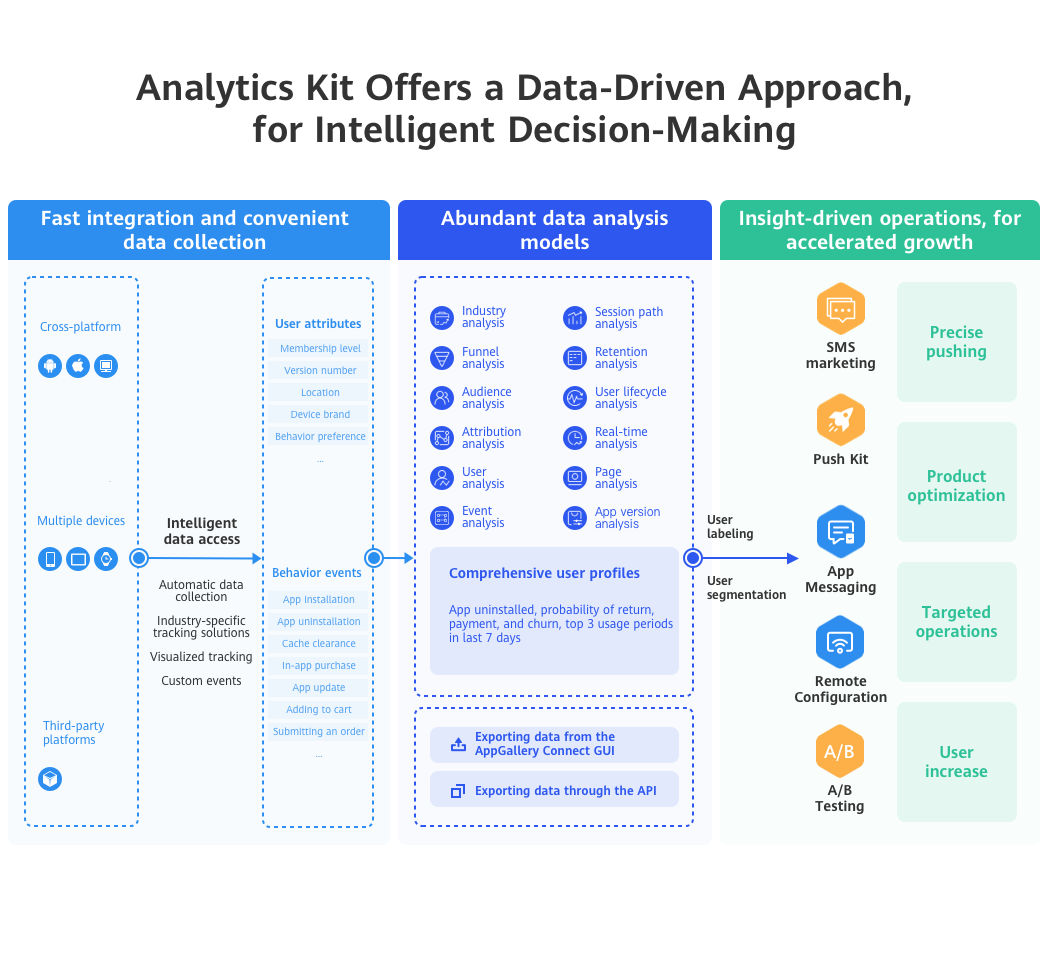 Analytics Kit Offers a Data-Driven Approach,
for Intelligent Decision-Making
Fast integration and convenient
data collection
Cross-platform
Multiple devices
Third-party
platforms
Intelligent
data access
Automatic data
collection
Industry-specific
tracking solutions
Visualized tracking
Custom events
User attributes
Membership level
Version number
Location
Device brand
Behavior preference
...
Behavior events
App installation
App uninstallation
Cache clearance
In-app purchase
App update
Adding to cart
Submitting an order
...
Abundant data analysis
models
Industry
analysis
Session path
analysis
Funnel
analysis
Retention
analysis
Audience
analysis
User lifecycle
analysis
Attribution
analysis
Real-time
analysis
User
analysis
Page
analysis
Event
analysis
App version
analysis
Comprehensive user profiles
App uninstalled, probability of return,
payment, and churn, top 3 usage periods
in last 7 days
Exporting data from the
AppGallery Connect GUI
Exporting data through the API
User
labeling
User
segmentation
Insight-driven operations, for
accelerated growth
SMS
marketing
Push Kit
App
Messaging
Remote
Configuration
A/B
A/B
Testing
Precise
pushing
Product
optimization
Targeted
operations
User
increase